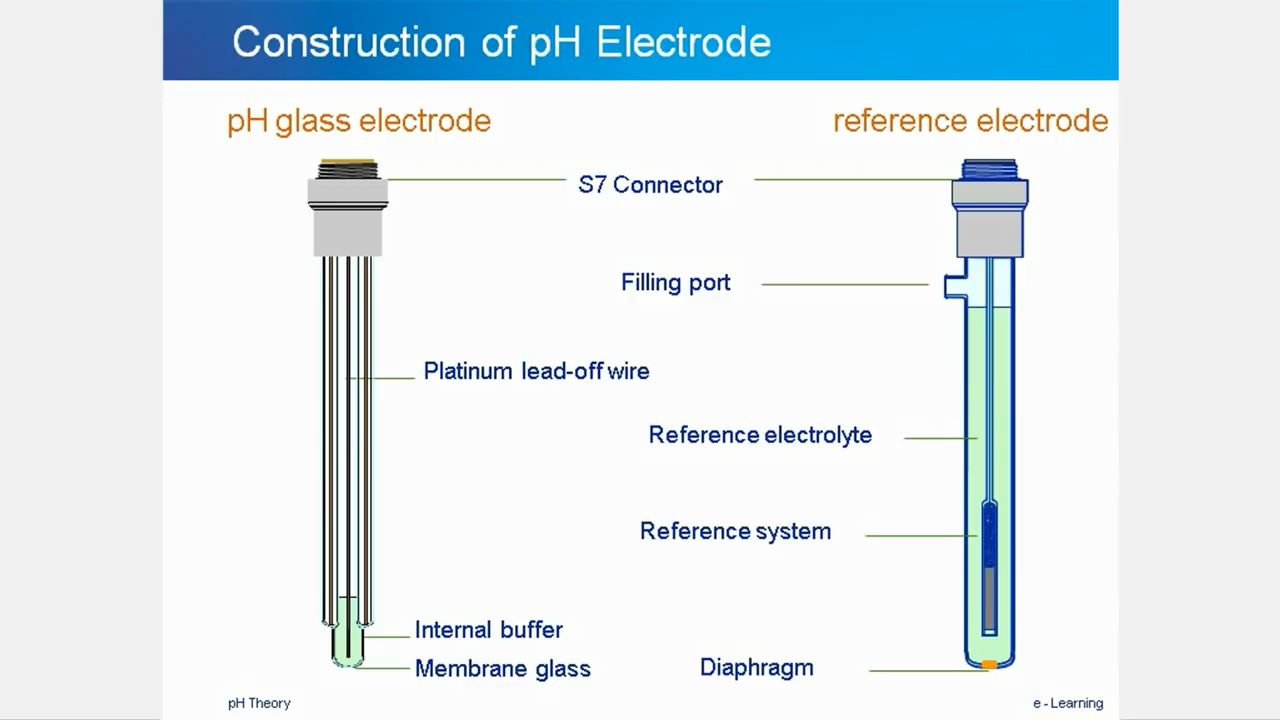 Construction of pH Electrode
pH glass electrode
reference electrode
S7 Connector
Filling port
Platinum lead-off wire
Reference electrolyte
Reference system
Internal buffer
Membrane glass
Diaphragm
pH Theory
e - Learning